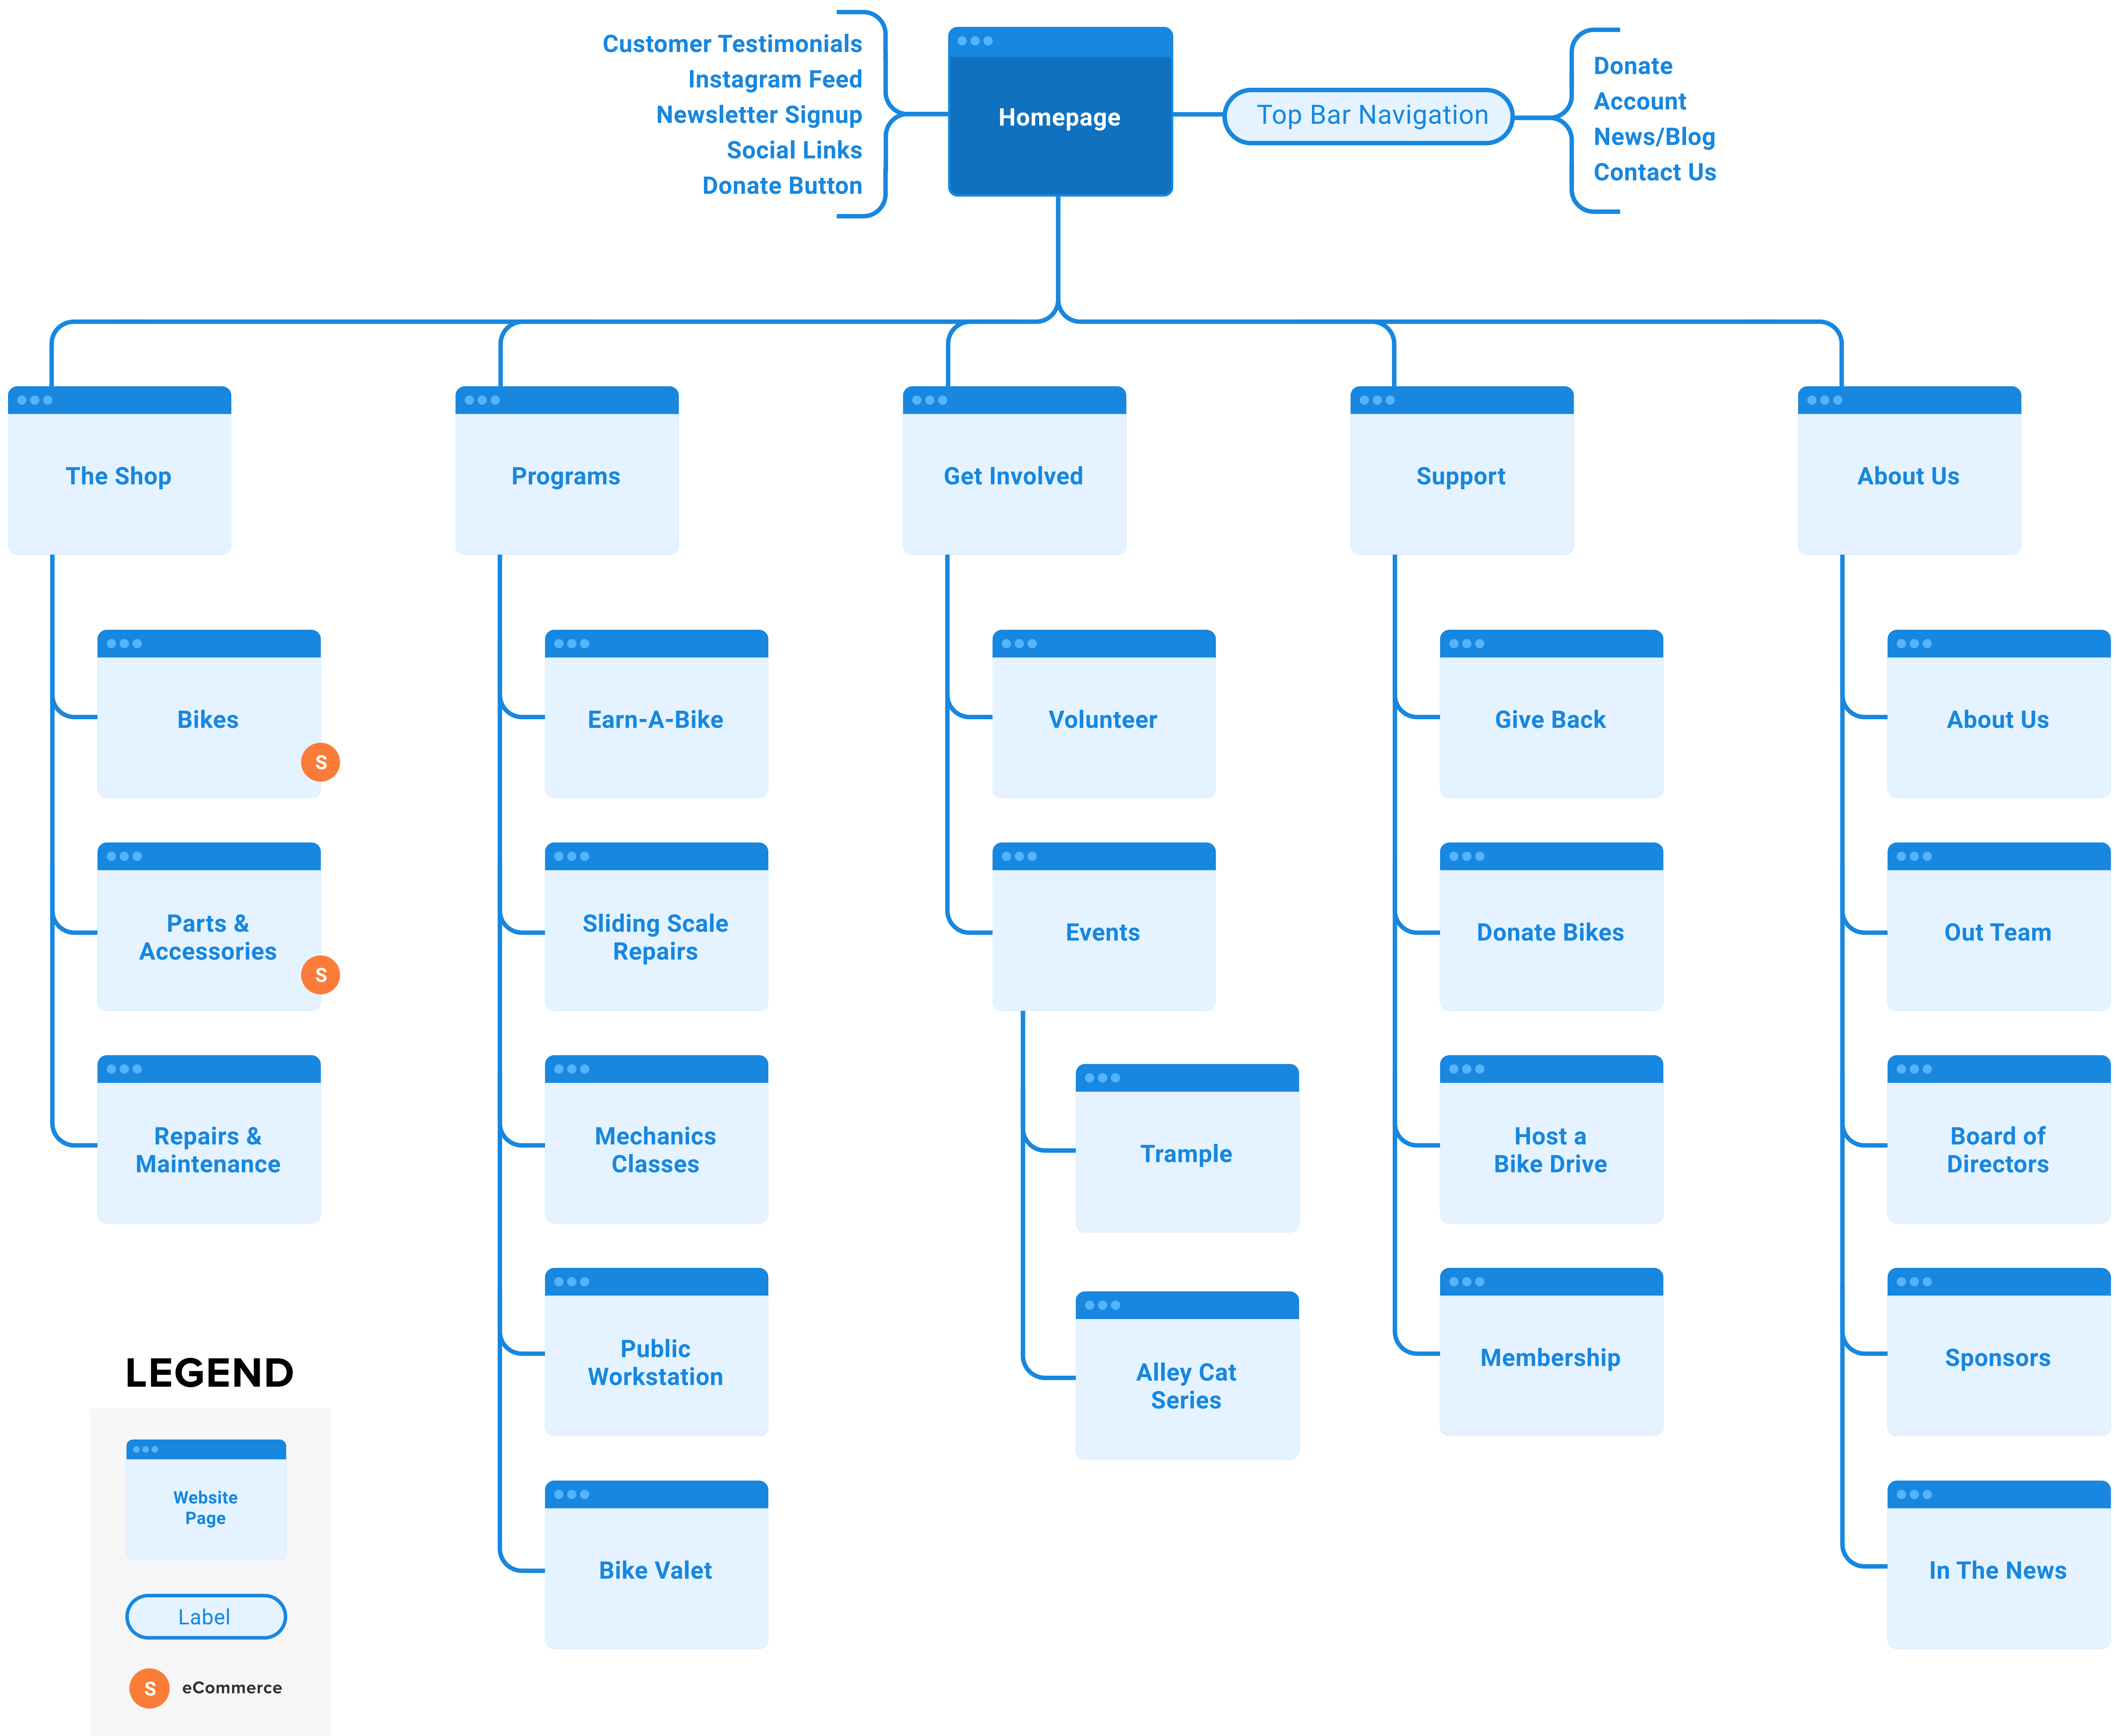 Customer Testimonials
Instagram Feed
Newsletter Signup
Social Links
Donate Button
Homepage
Top Bar Navigation
Donate
Account
News/Blog
Contact Us
The Shop
Programs
Get Involved
Support
About Us
Bikes
S
Parts &
Accessories
S
Repairs &
Maintenance
Earn-A-Bike
Sliding Scale
Repairs
Mechanics
Classes
Public
Workstation
Bike Valet
Volunteer
Events
Trample
Alley Cat
Series
Give Back
Donate Bikes
Host a
Bike Drive
Membership
About Us
Out Team
Board of
Directors
Sponsors
In The News
LEGEND
Website
Page
Label
S eCommerce